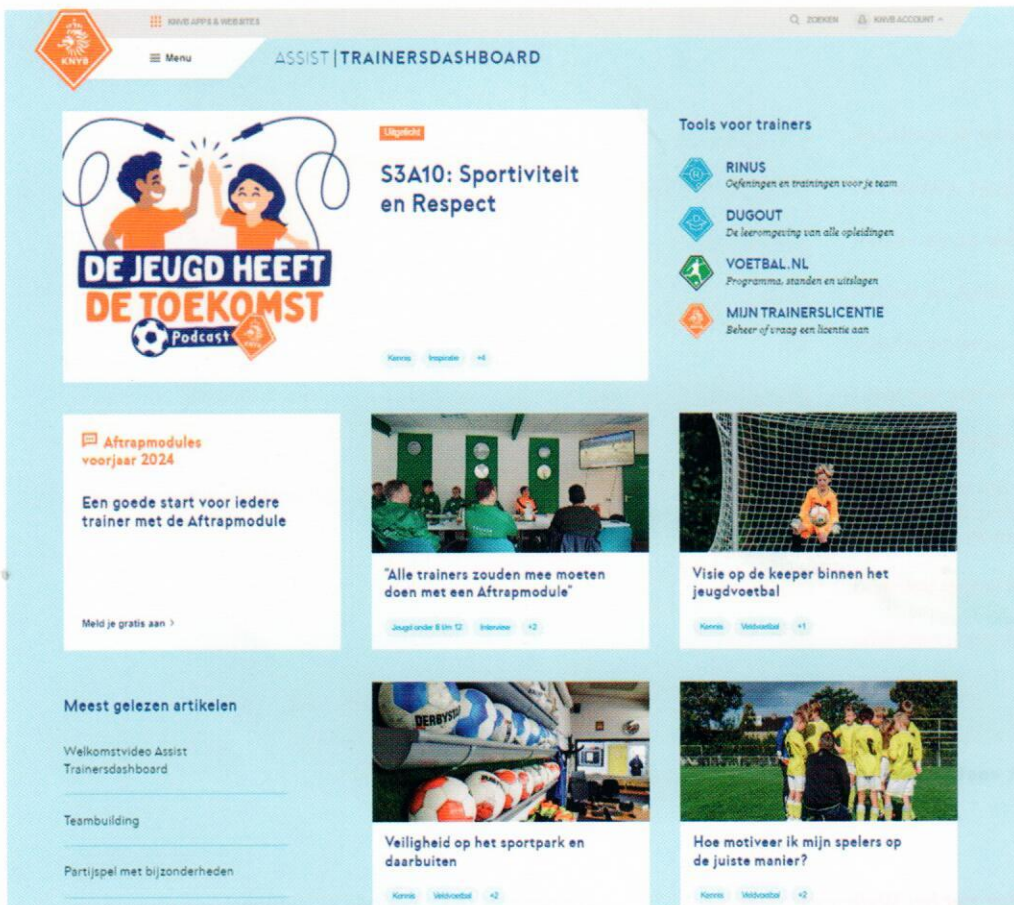 KNVB APPS & WEBSITES
ZOEKEN
KNVB ACCOUNT
KNVB
Menu
ASSIST | TRAINERSDASHBOARD
DE JEUGD HEEFT
DE TOEKOMST
Podcast
Uitgelicht
S3A10: Sportiviteit
en Respect
Kennis Inspiratie +4
Tools voor trainers
RINUS
Oefeningen en trainingen voor je team
DUGOUT
De leeromgeving van alle opleidingen
VOETBAL.NL
Programma, standen en uitslagen
MIJN TRAINERSLICENTIE
Beheer of vraag een licentie aan
Aftrapmodules
voorjaar 2024
Een goede start voor iedere
trainer met de Aftrapmodule
Meld je gratis aan >
"Alle trainers zouden mee moeten
doen met een Aftrapmodule"
Jeugd onder 8 t/m 12 Interview +2
Visie op de keeper binnen het
jeugdvoetbal
Kennis Veldvoetbal +1
Meest gelezen artikelen
Welkomstvideo Assist
Trainersdashboard
Teambuilding
Partijspel met bijzonderheden
DERBYSTAR
Veiligheid op het sportpark en
daarbuiten
Kennis Veldvoetbal +2
Hoe motiveer ik mijn spelers op
de juiste manier?
Kennis Veldvoetbal +2